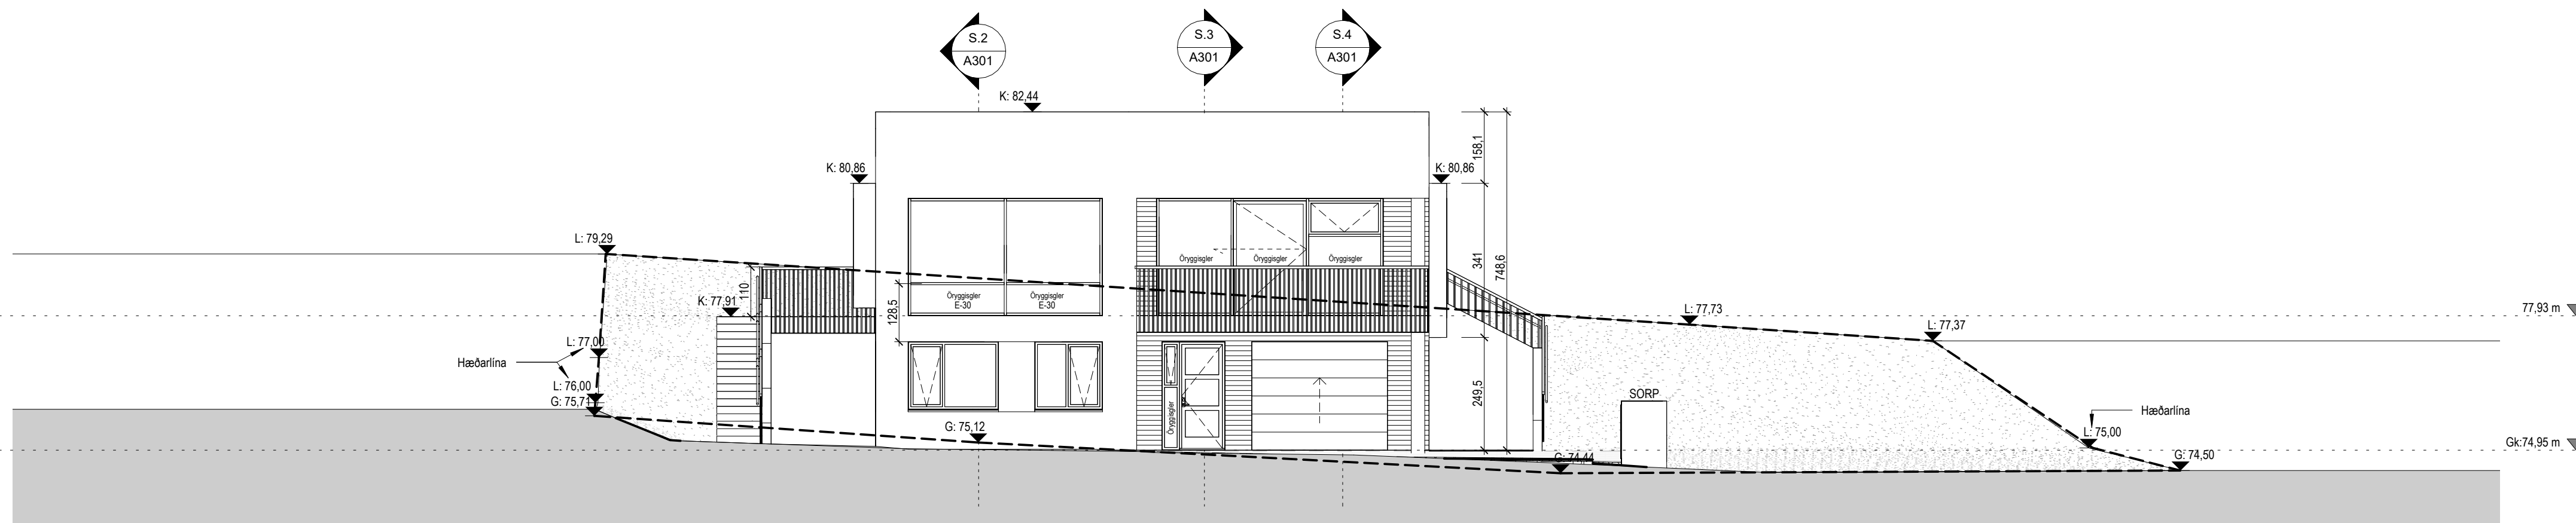 S.2
A301
S.3
A301
S.4
A301
K: 82,44
K: 80,86
K: 80,86
158,1
341
748,6
249,5
L: 79,29
110
K: 77,91
128,5
Öryggisgler
E-30
Öryggisgler
E-30
Öryggisgler
Öryggisgler
Öryggisgler
L: 77,73
77,93 m
L: 77,37
L: 77,00
Hæðarlína
L: 76,00
G: 75,71
Öryggisgler
SORP
Hæðarlína
G: 75,12
L: 75,00
Gk:74,95 m
G: 74,44
G: 74,50